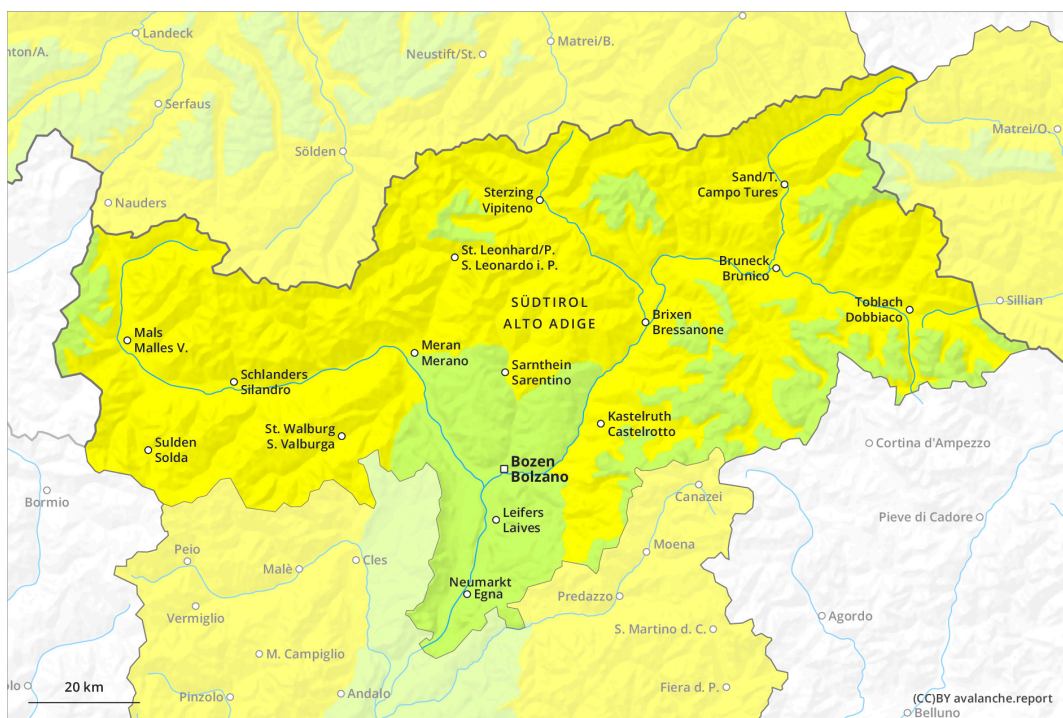 Landeck
nton/A.
Neustift/St.
Matrei/B.
Serfaus
Matrei/O.
Sölden
Nauders
Sterzing
Vipiteno
Sand/T.
Campo Tures
St. Leonhard/P.
S. Leonardo i. P.
Bruneck
Brunico
SÜDTIROL
ALTO ADIGE
Toblach
Dobbiaco
Sillian
Brixen
Bressanone
Mals
Malles V.
Meran
Merano
Sarnthein
Sarentino
Schlanders
Silandro
St. Walburg
S. Valburga
Kastelruth
Castelrotto
Sulden
Solda
Cortina d'Ampezzo
Bozen
Bolzano
Bormio
Canazei
Leifers
Laives
Pieve di Cadore
Peio
Cles
Moena
Malè
Neumarkt
Egna
Predazzo
Vermiglio
Agordo
S. Martino d. C.
M. Campiglio
olo
20 km
Pinzolo
Andalo
Fiera d. P.
(CC)BY avalanche.report
Belluno